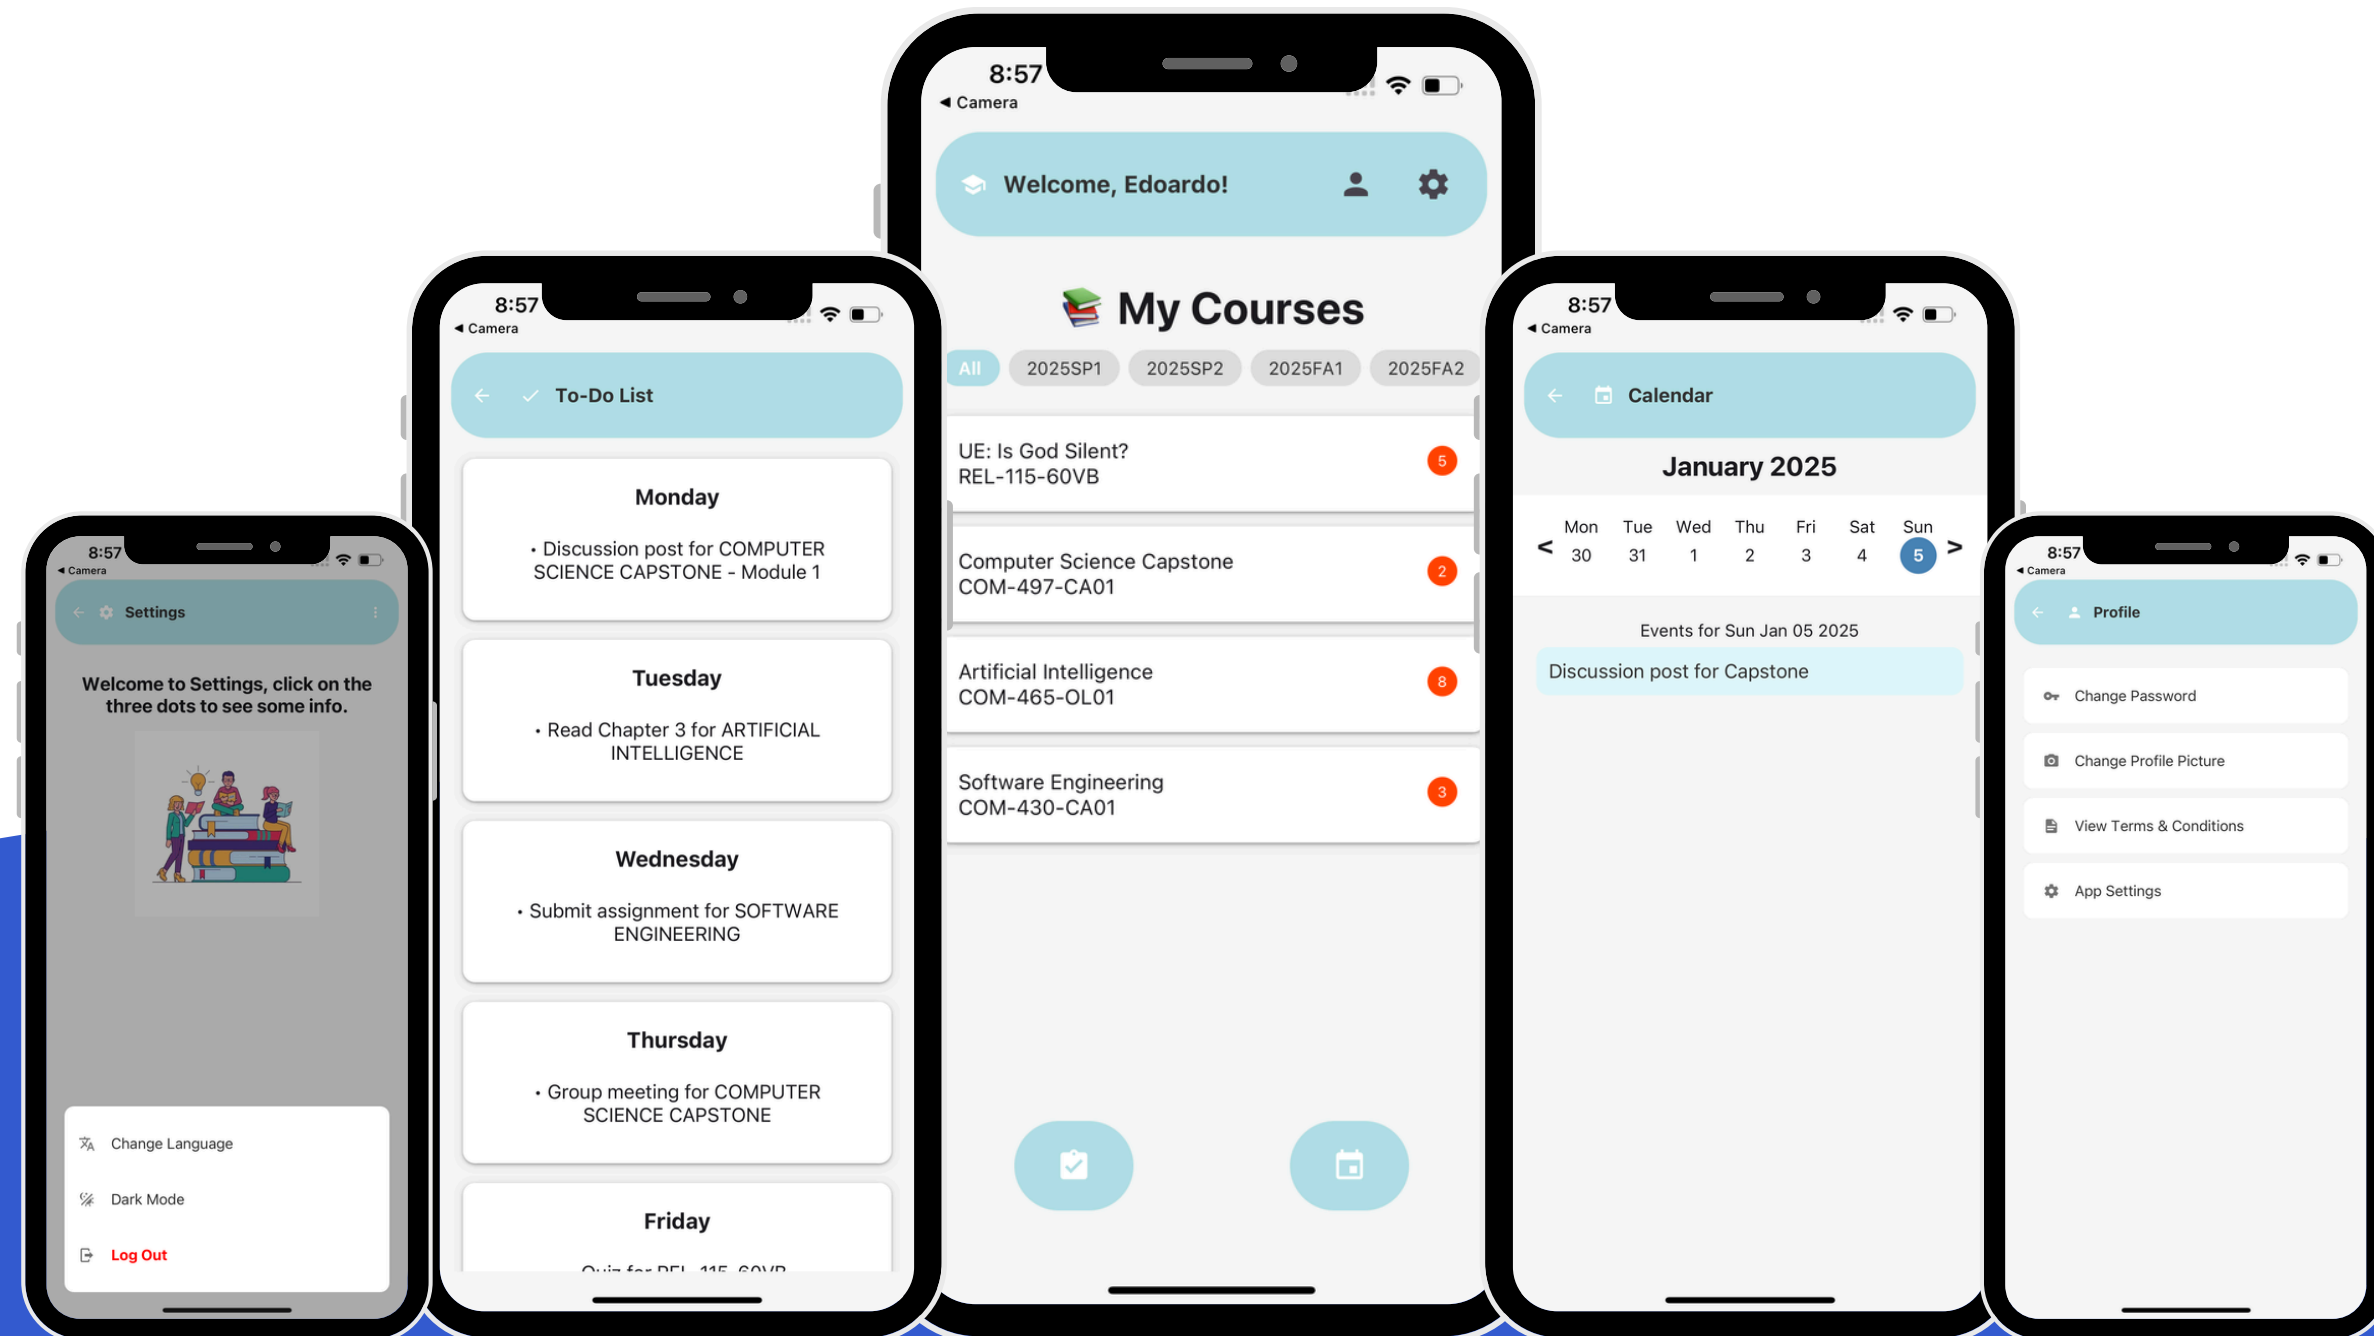 8:57
◀ Camera
Settings
Welcome to Settings, click on the
three dots to see some info.
Change Language
Dark Mode
Log Out
8:57
◀ Camera
To-Do List
Monday
• Discussion post for COMPUTER
SCIENCE CAPSTONE - Module 1
Tuesday
• Read Chapter 3 for ARTIFICIAL
INTELLIGENCE
Wednesday
• Submit assignment for SOFTWARE
ENGINEERING
Thursday
• Group meeting for COMPUTER
SCIENCE CAPSTONE
Friday
Quiz for REL-115-60VB
8:57
◀ Camera
Welcome, Edoardo!
📚 My Courses
All 2025SP1 2025SP2 2025FA1 2025FA2
UE: Is God Silent?
REL-115-60VB
5
Computer Science Capstone
COM-497-CA01
2
Artificial Intelligence
COM-465-OL01
8
Software Engineering
COM-430-CA01
3
8:57
◀ Camera
Calendar
January 2025
Mon Tue Wed Thu Fri Sat Sun
< 30 31 1 2 3 4 5 >
Events for Sun Jan 05 2025
Discussion post for Capstone
8:57
◀ Camera
Profile
Change Password
Change Profile Picture
View Terms & Conditions
App Settings